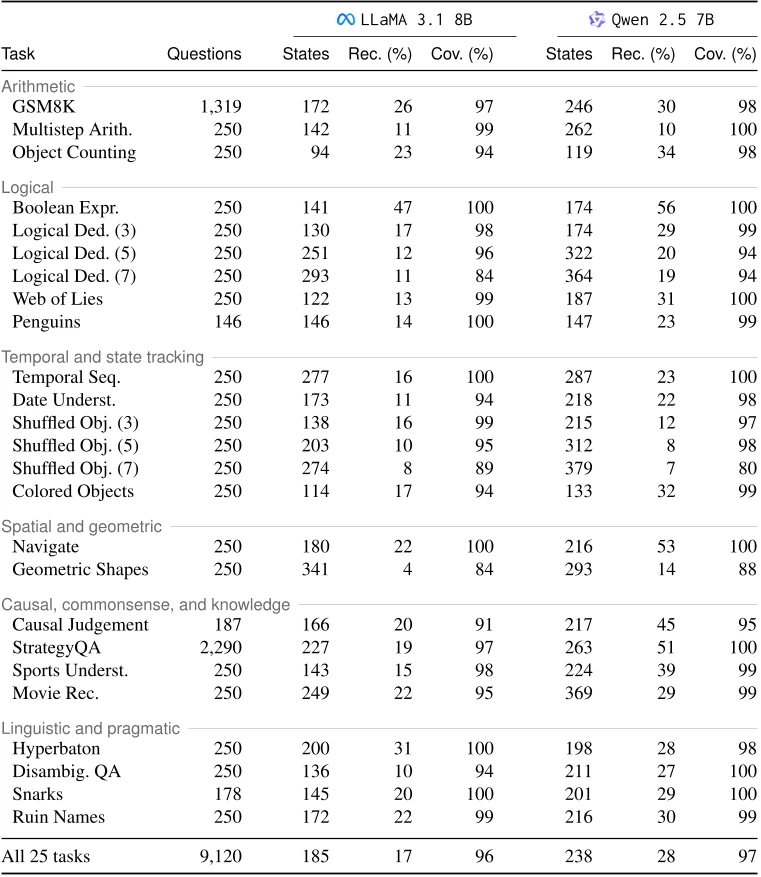 LLaMA 3.1 8B Qwen 2.5 7B
Task Questions States Rec. (%) Cov. (%) States Rec. (%) Cov. (%)
Arithmetic
GSM8K 1,319 172 26 97 246 30 98
Multistep Arith. 250 142 11 99 262 10 100
Object Counting 250 94 23 94 119 34 98
Logical
Boolean Expr. 250 141 47 100 174 56 100
Logical Ded. (3) 250 130 17 98 174 29 99
Logical Ded. (5) 250 251 12 96 322 20 94
Logical Ded. (7) 250 293 11 84 364 19 94
Web of Lies 250 122 13 99 187 31 100
Penguins 146 146 14 100 147 23 99
Temporal and state tracking
Temporal Seq. 250 277 16 100 287 23 100
Date Underst. 250 173 11 94 218 22 98
Shuffled Obj. (3) 250 138 16 99 215 12 97
Shuffled Obj. (5) 250 203 10 95 312 8 98
Shuffled Obj. (7) 250 274 8 89 379 7 80
Colored Objects 250 114 17 94 133 32 99
Spatial and geometric
Navigate 250 180 22 100 216 53 100
Geometric Shapes 250 341 4 84 293 14 88
Causal, commonsense, and knowledge
Causal Judgement 187 166 20 91 217 45 95
StrategyQA 2,290 227 19 97 263 51 100
Sports Underst. 250 143 15 98 224 39 99
Movie Rec. 250 249 22 95 369 29 99
Linguistic and pragmatic
Hyperbaton 250 200 31 100 198 28 98
Disambig. QA 250 136 10 94 211 27 100
Snarks 178 145 20 100 201 29 100
Ruin Names 250 172 22 99 216 30 99
All 25 tasks 9,120 185 17 96 238 28 97